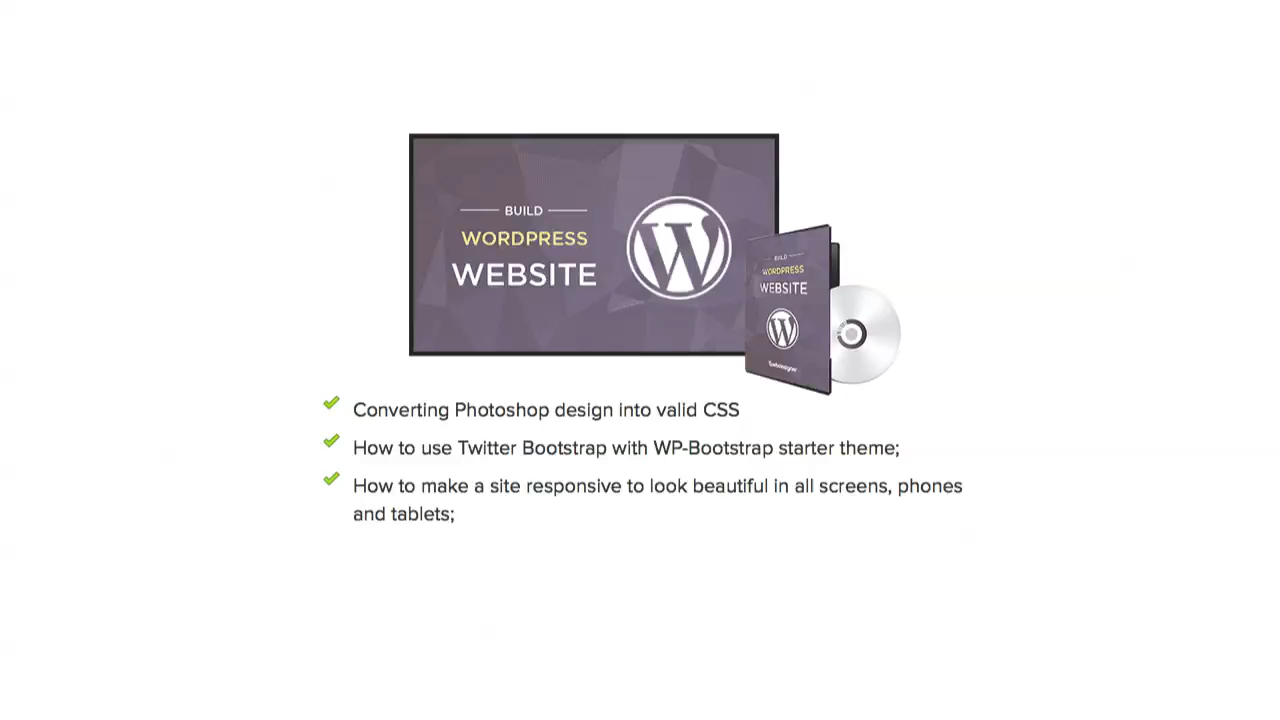 BUILD
WORDPRESS
WEBSITE
BUILD
WORDPRESS
WEBSITE
Converting Photoshop design into valid CSS
How to use Twitter Bootstrap with WP-Bootstrap starter theme;
How to make a site responsive to look beautiful in all screens, phones
and tablets;